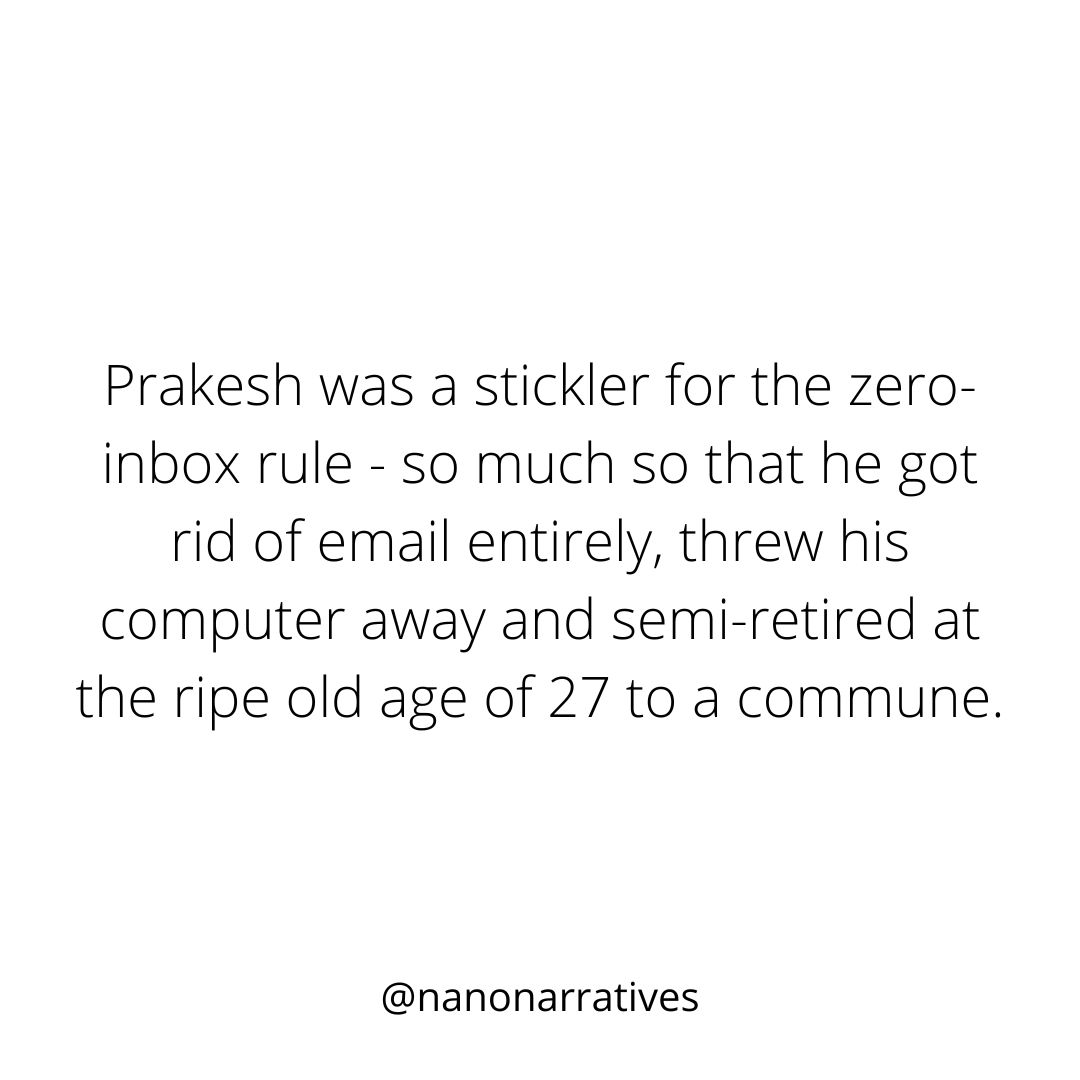 Prakesh was a stickler for the zero-
inbox rule - so much so that he got
rid of email entirely, threw his
computer away and semi-retired at
the ripe old age of 27 to a commune.
@nanonarratives